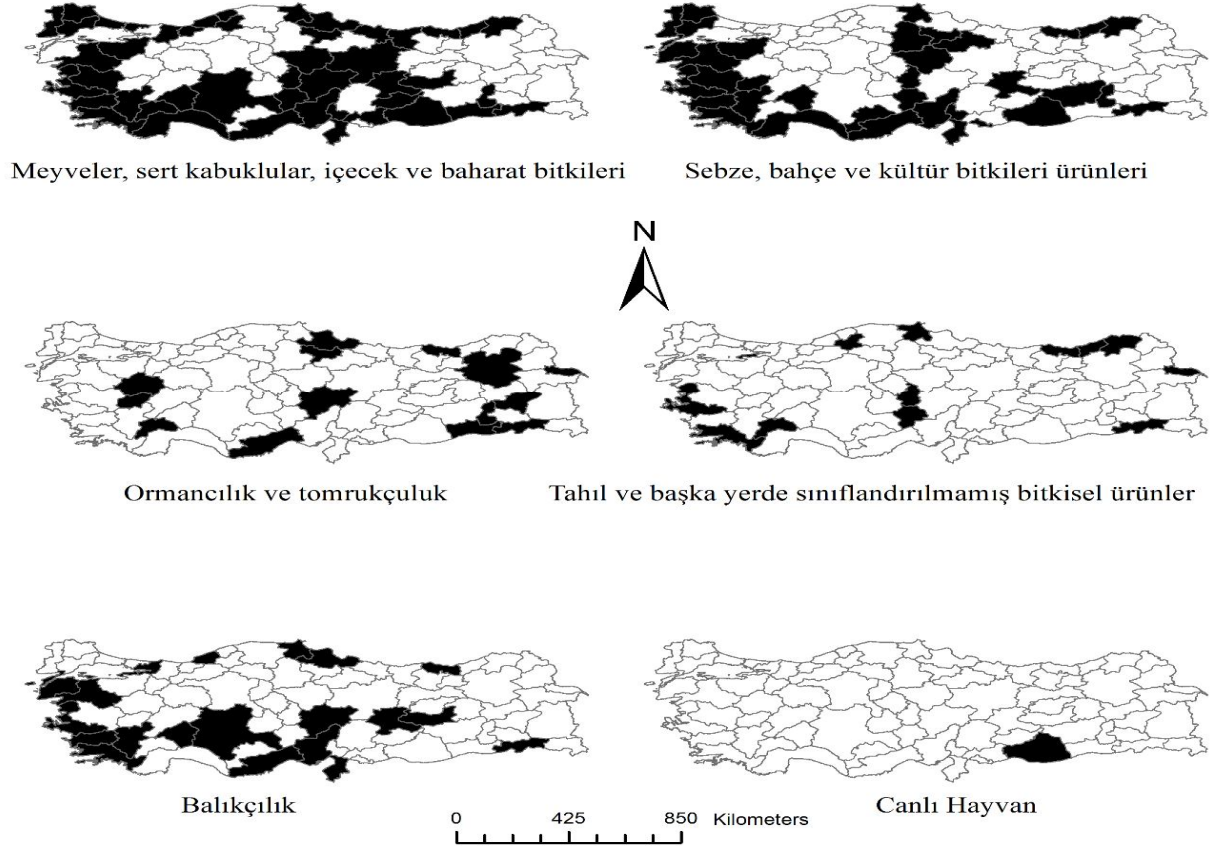 Meyveler, sert kabuklular, içecek ve baharat bitkileri
Sebze, bahçe ve kültür bitkileri ürünleri
N
Ormancılık ve tomrukçuluk
Tahıl ve başka yerde sınıflandırılmamış bitkisel ürünler
Balıkçılık
Canlı Hayvan
0 425 850 Kilometers